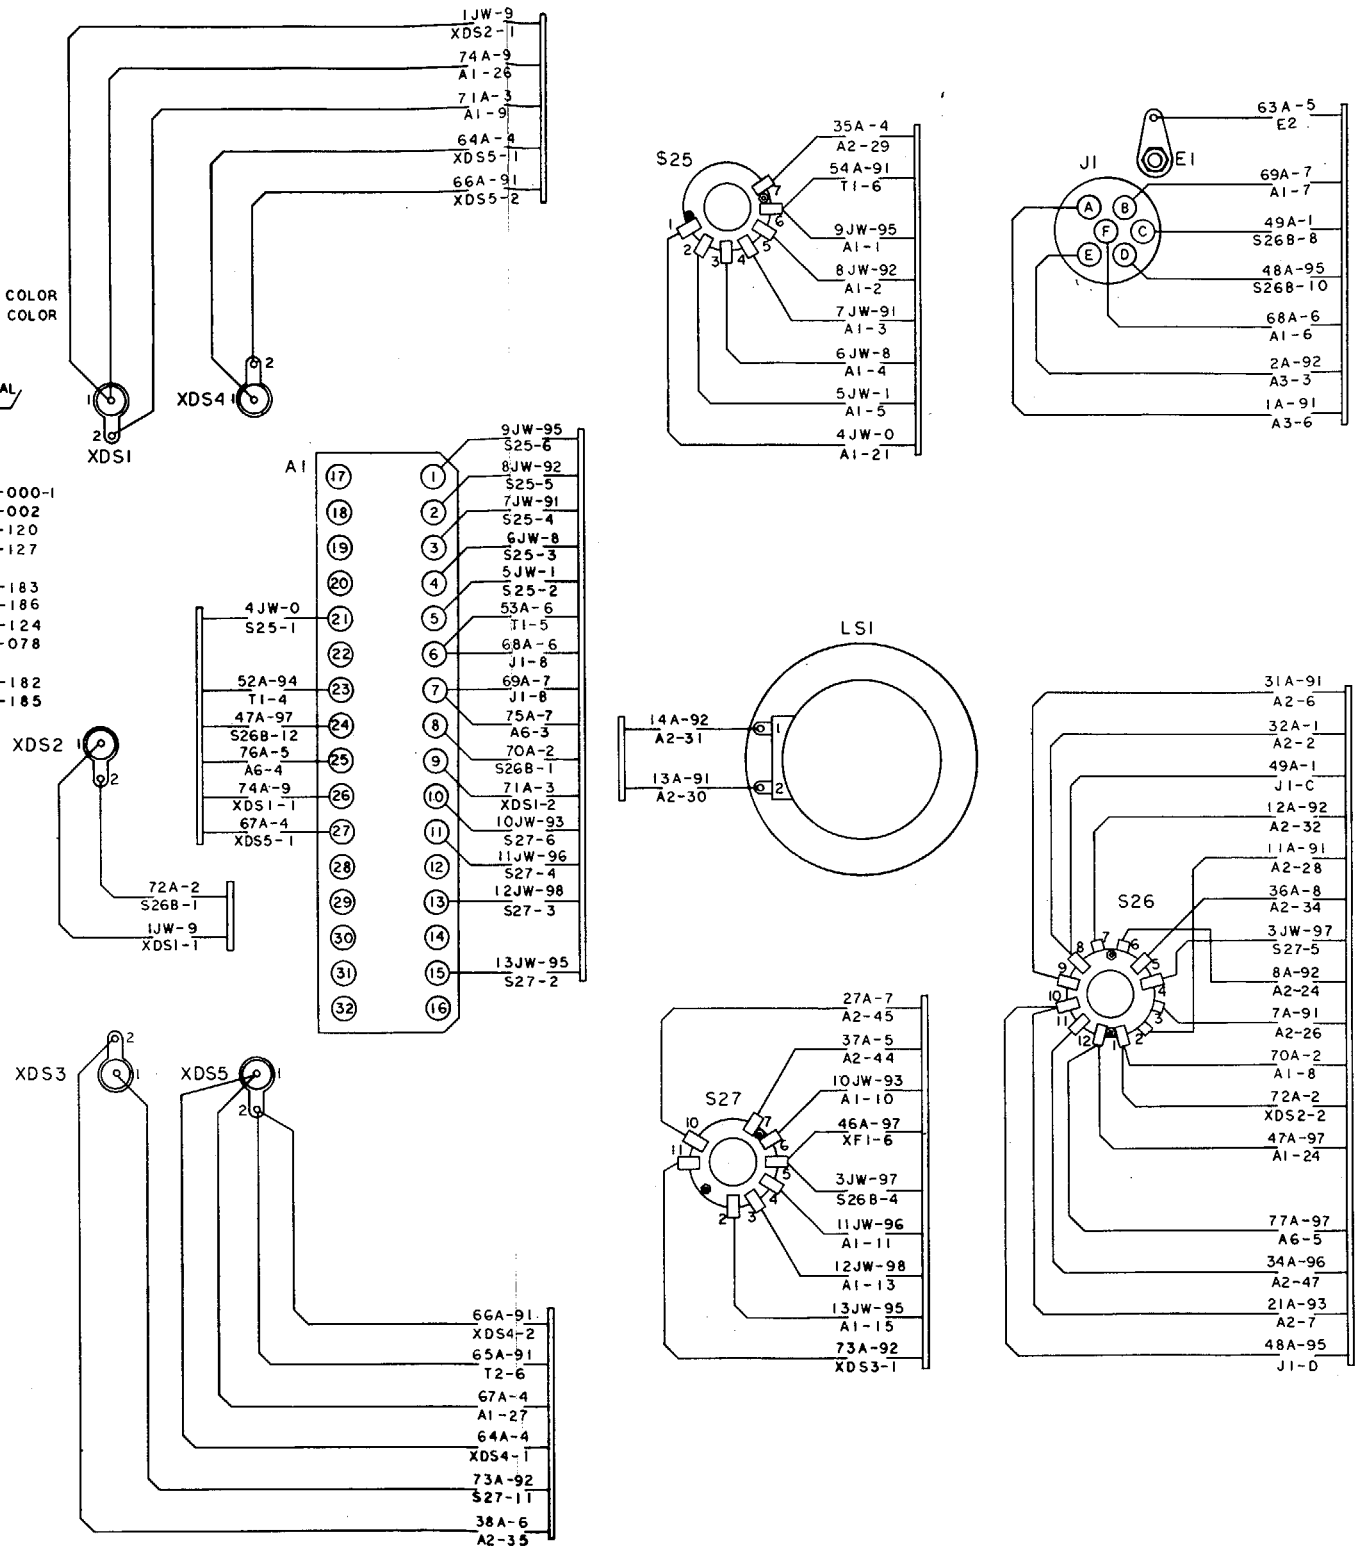 1JW-9
XDS2-1
74A-9
A1-26
71A-3
A1-9
64A-4
XDS5-1
66A-91
XDS5-2
COLOR
COLOR
AL
1
2
XDS1
XDS4
1
2
-000-1
-002
-120
-127
-183
-186
-124
-078
-182
-185
S25
1
2
3
4
5
6
7
35A-4
A2-29
54A-91
T1-6
9JW-95
A1-1
8JW-92
A1-2
7JW-91
A1-3
6JW-8
A1-4
5JW-1
A1-5
4JW-0
A1-21
J1
E1
A
B
F
C
E
D
63A-5
E2
69A-7
A1-7
49A-1
S26B-8
48A-95
S26B-10
68A-6
A1-6
2A-92
A3-3
1A-91
A3-6
A1
17
18
19
20
21
22
23
24
25
26
27
28
29
30
31
32
1
2
3
4
5
6
7
8
9
10
11
12
13
14
15
16
9JW-95
S25-6
8JW-92
S25-5
7JW-91
S25-4
6JW-8
S25-3
5JW-1
S25-2
53A-6
T1-5
68A-6
J1-8
69A-7
J1-B
75A-7
A6-3
70A-2
S26B-1
71A-3
XDS1-2
10JW-93
S27-6
11JW-96
S27-4
12JW-98
S27-3
13JW-95
S27-2
4JW-0
S25-1
52A-94
T1-4
47A-97
S26B-12
76A-5
A6-4
74A-9
XDS1-1
67A-4
XDS5-1
XDS2
1
2
72A-2
S26B-1
1JW-9
XDS1-1
LS1
14A-92
A2-31
13A-91
A2-30
1
2
S26
1
2
3
4
5
6
7
8
9
10
11
12
31A-91
A2-6
32A-1
A2-2
49A-1
J1-C
12A-92
A2-32
11A-91
A2-28
36A-8
A2-34
3JW-97
S27-5
8A-92
A2-24
7A-91
A2-26
70A-2
A1-8
72A-2
XDS2-2
47A-97
A1-24
77A-97
A6-5
34A-96
A2-47
21A-93
A2-7
48A-95
J1-D
XDS3
2
1
XDS5
1
2
66A-91
XDS4-2
65A-91
T2-6
67A-4
A1-27
64A-4
XDS4-1
73A-92
S27-11
38A-6
A2-35
S27
10
11
2
3
4
5
6
7
27A-7
A2-45
37A-5
A2-44
10JW-93
A1-10
46A-97
XF1-6
3JW-97
S26B-4
11JW-96
A1-11
12JW-98
A1-13
13JW-95
A1-15
73A-92
XDS3-1